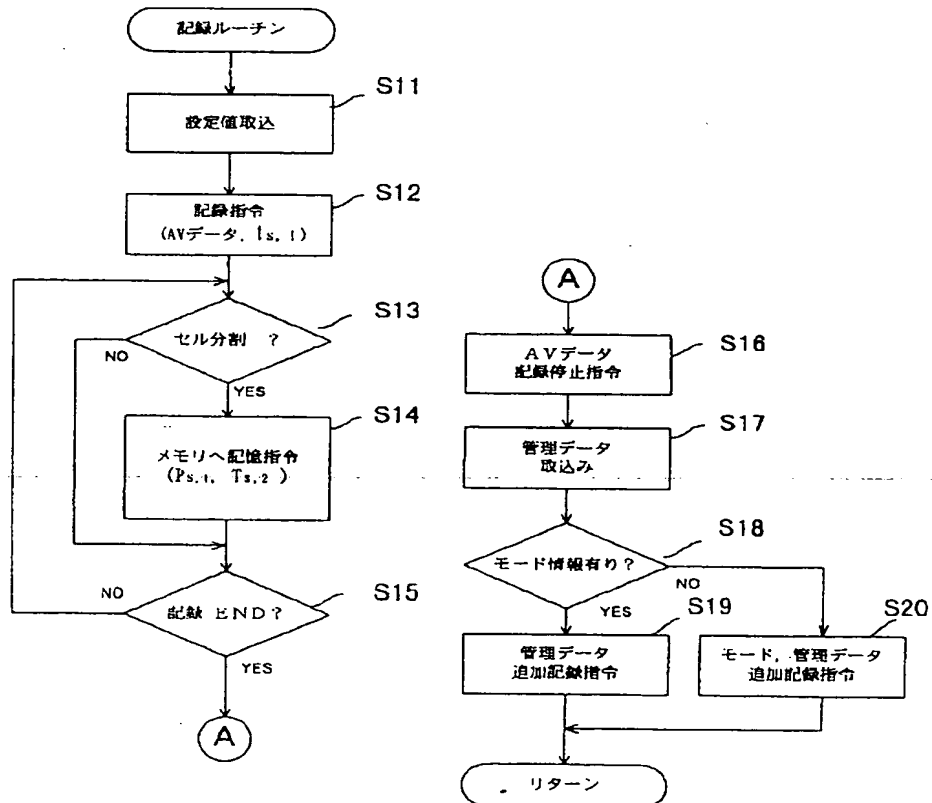 記録ルーチン
S11
設定値取込
S12
記録指令
(AVデータ, ts,1)
S13
セル分割 ?
NO
YES
S14
メモリへ記憶指令
(Ps,1, Ts,2)
S15
NO
記録 END?
YES
A
A
S16
AVデータ
記録停止指令
S17
管理データ
取込み
S18
モード情報有り?
NO
YES
S19
管理データ
追加記録指令
S20
モード, 管理データ
追加記録指令
リターン